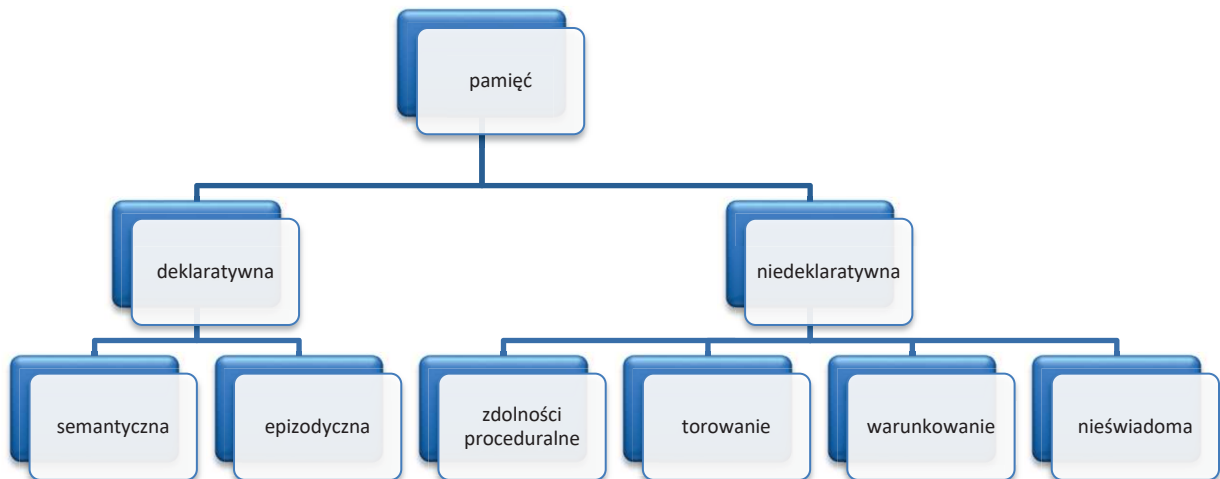 pamięć
deklaratywna
niedeklaratywna
semantyczna
epizodyczna
zdolności
proceduralne
torowanie
warunkowanie
nieświadoma